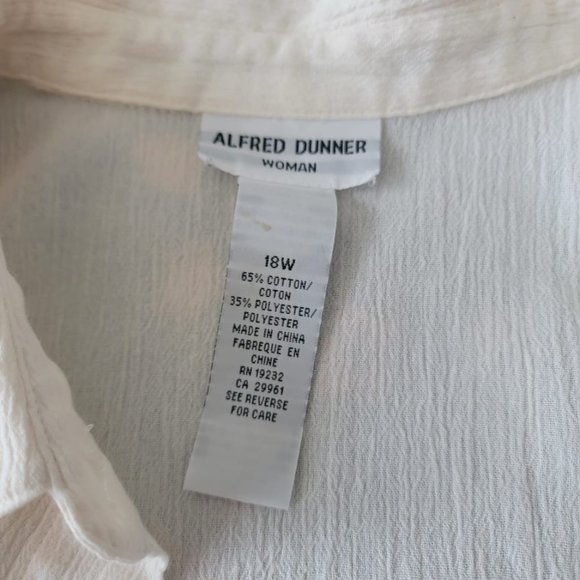 ALFRED DUNNER
WOMAN
18W
65% COTTON/
COTON
35% POLYESTER/
POLYESTER
MADE IN CHINA
FABREQUE EN
CHINE
RN 19232
CA 29961
SEE REVERSE
FOR CARE